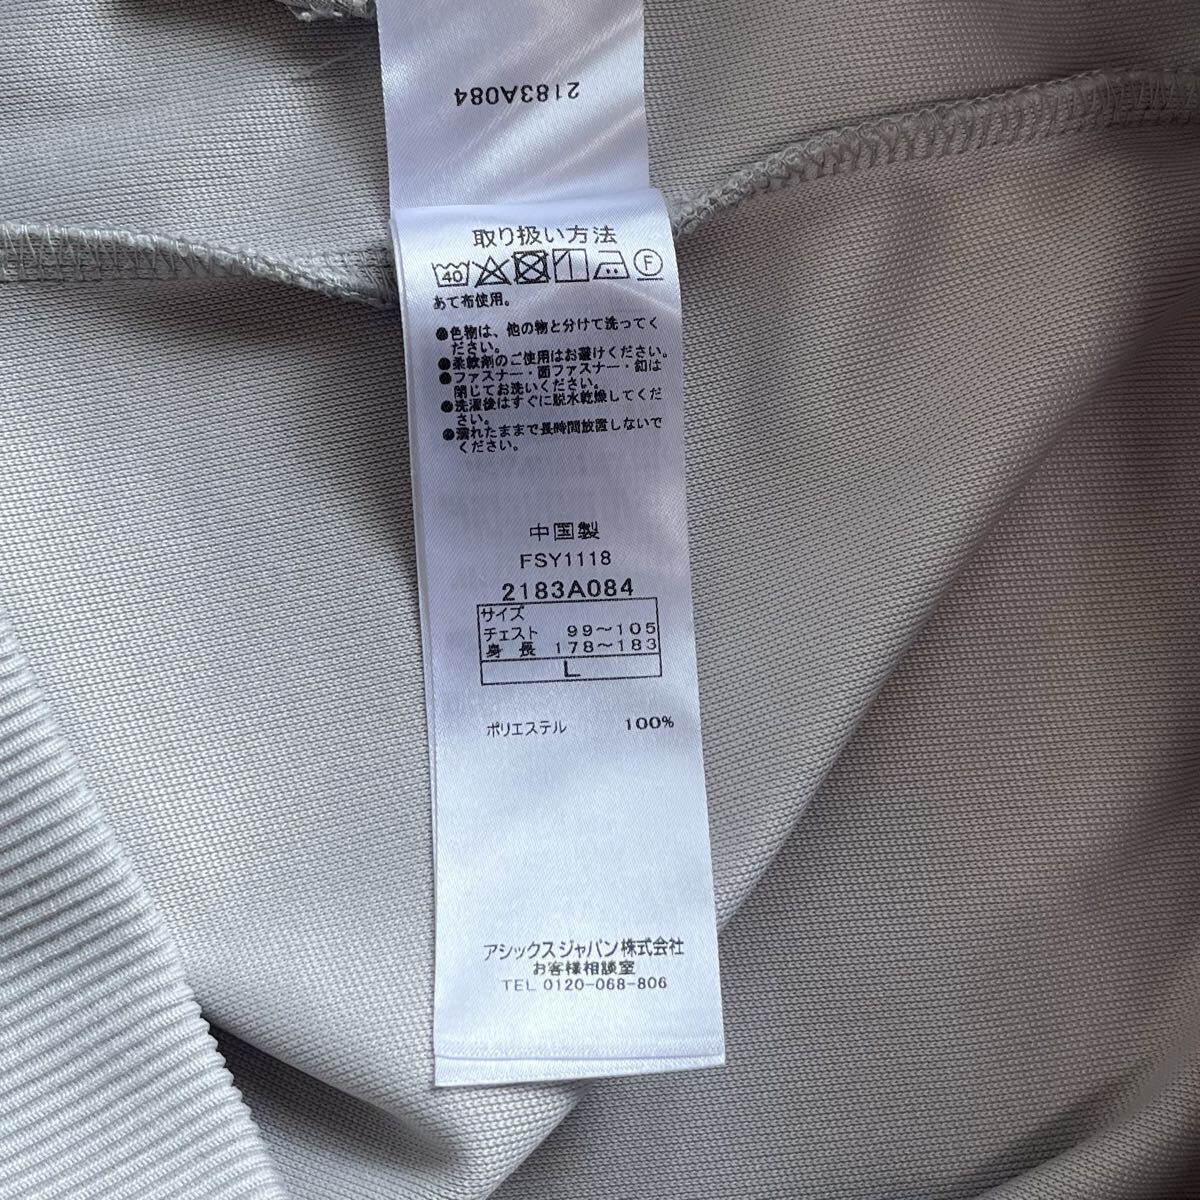 2183A084
取り扱い方法
40 F
あて布使用。
●色物は、他の物と分けて洗ってく
ださい。
●柔軟剤のご使用はお避けください。
●ファスナー・面ファスナー・釦は
閉じてお洗いください。
●洗濯後はすぐに脱水乾燥してくだ
さい。
●濡れたままで長時間放置しないで
ください。
中国製
FSY1118
2183A084
サイズ
チェスト 99～105
身長 178～183
L
ポリエステル 100%
アシックスジャパン株式会社
お客様相談室
TEL 0120-068-806